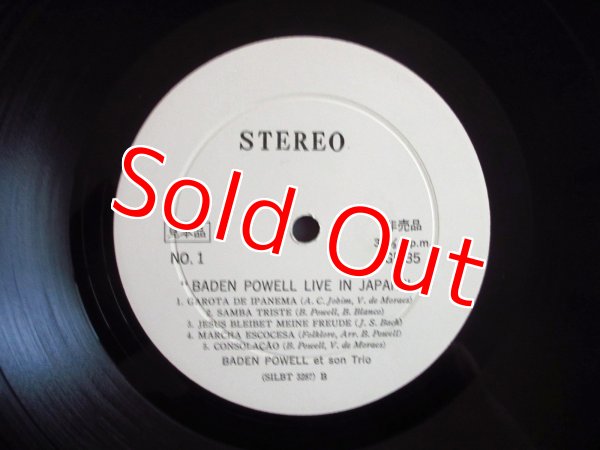 STEREO
Sold Out
見本品
非売品
NO. 1
"BADEN POWELL LIVE IN JAPAN"
1. GAROTA DE IPANEMA (A. C. Jobim, V. de Moraes)
2. SAMBA TRISTE (B. Powell, B. Blanco)
3. JESUS BLEIBET MEINE FREUDE (J. S. Back)
4. MARCHA ESCOCESA (Folklore, Arr. B. Powell)
5. CONSOLAÇÃO (B. Powell, V. de Moraes)
BADEN POWELL et son Trio
(SILBT 3287) B